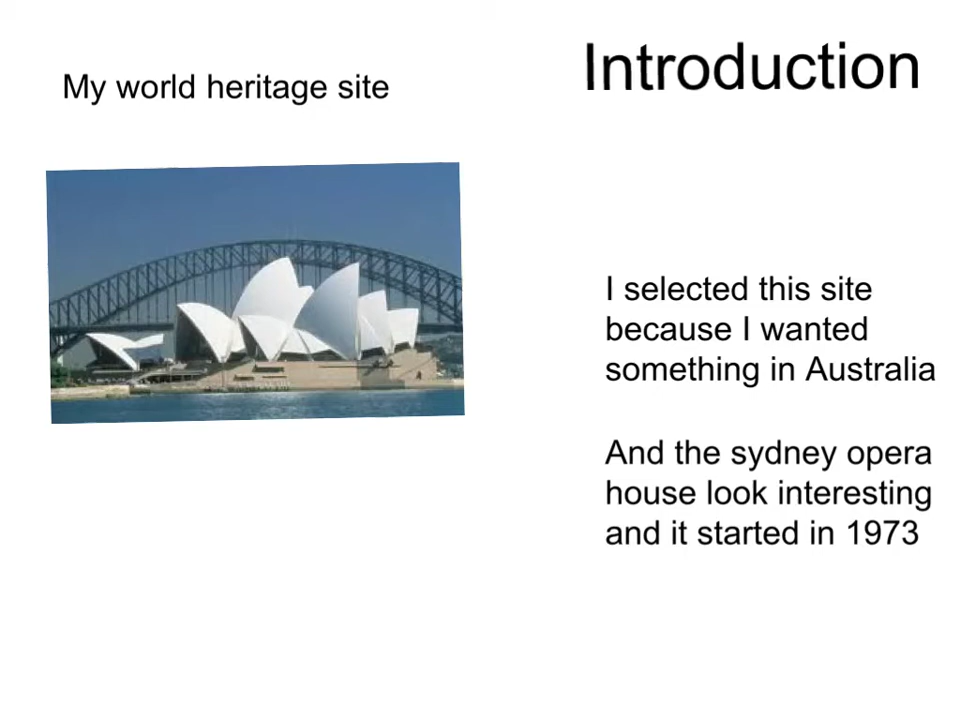 My world heritage site
Introduction
I selected this site
because I wanted
something in Australia
And the sydney opera
house look interesting
and it started in 1973